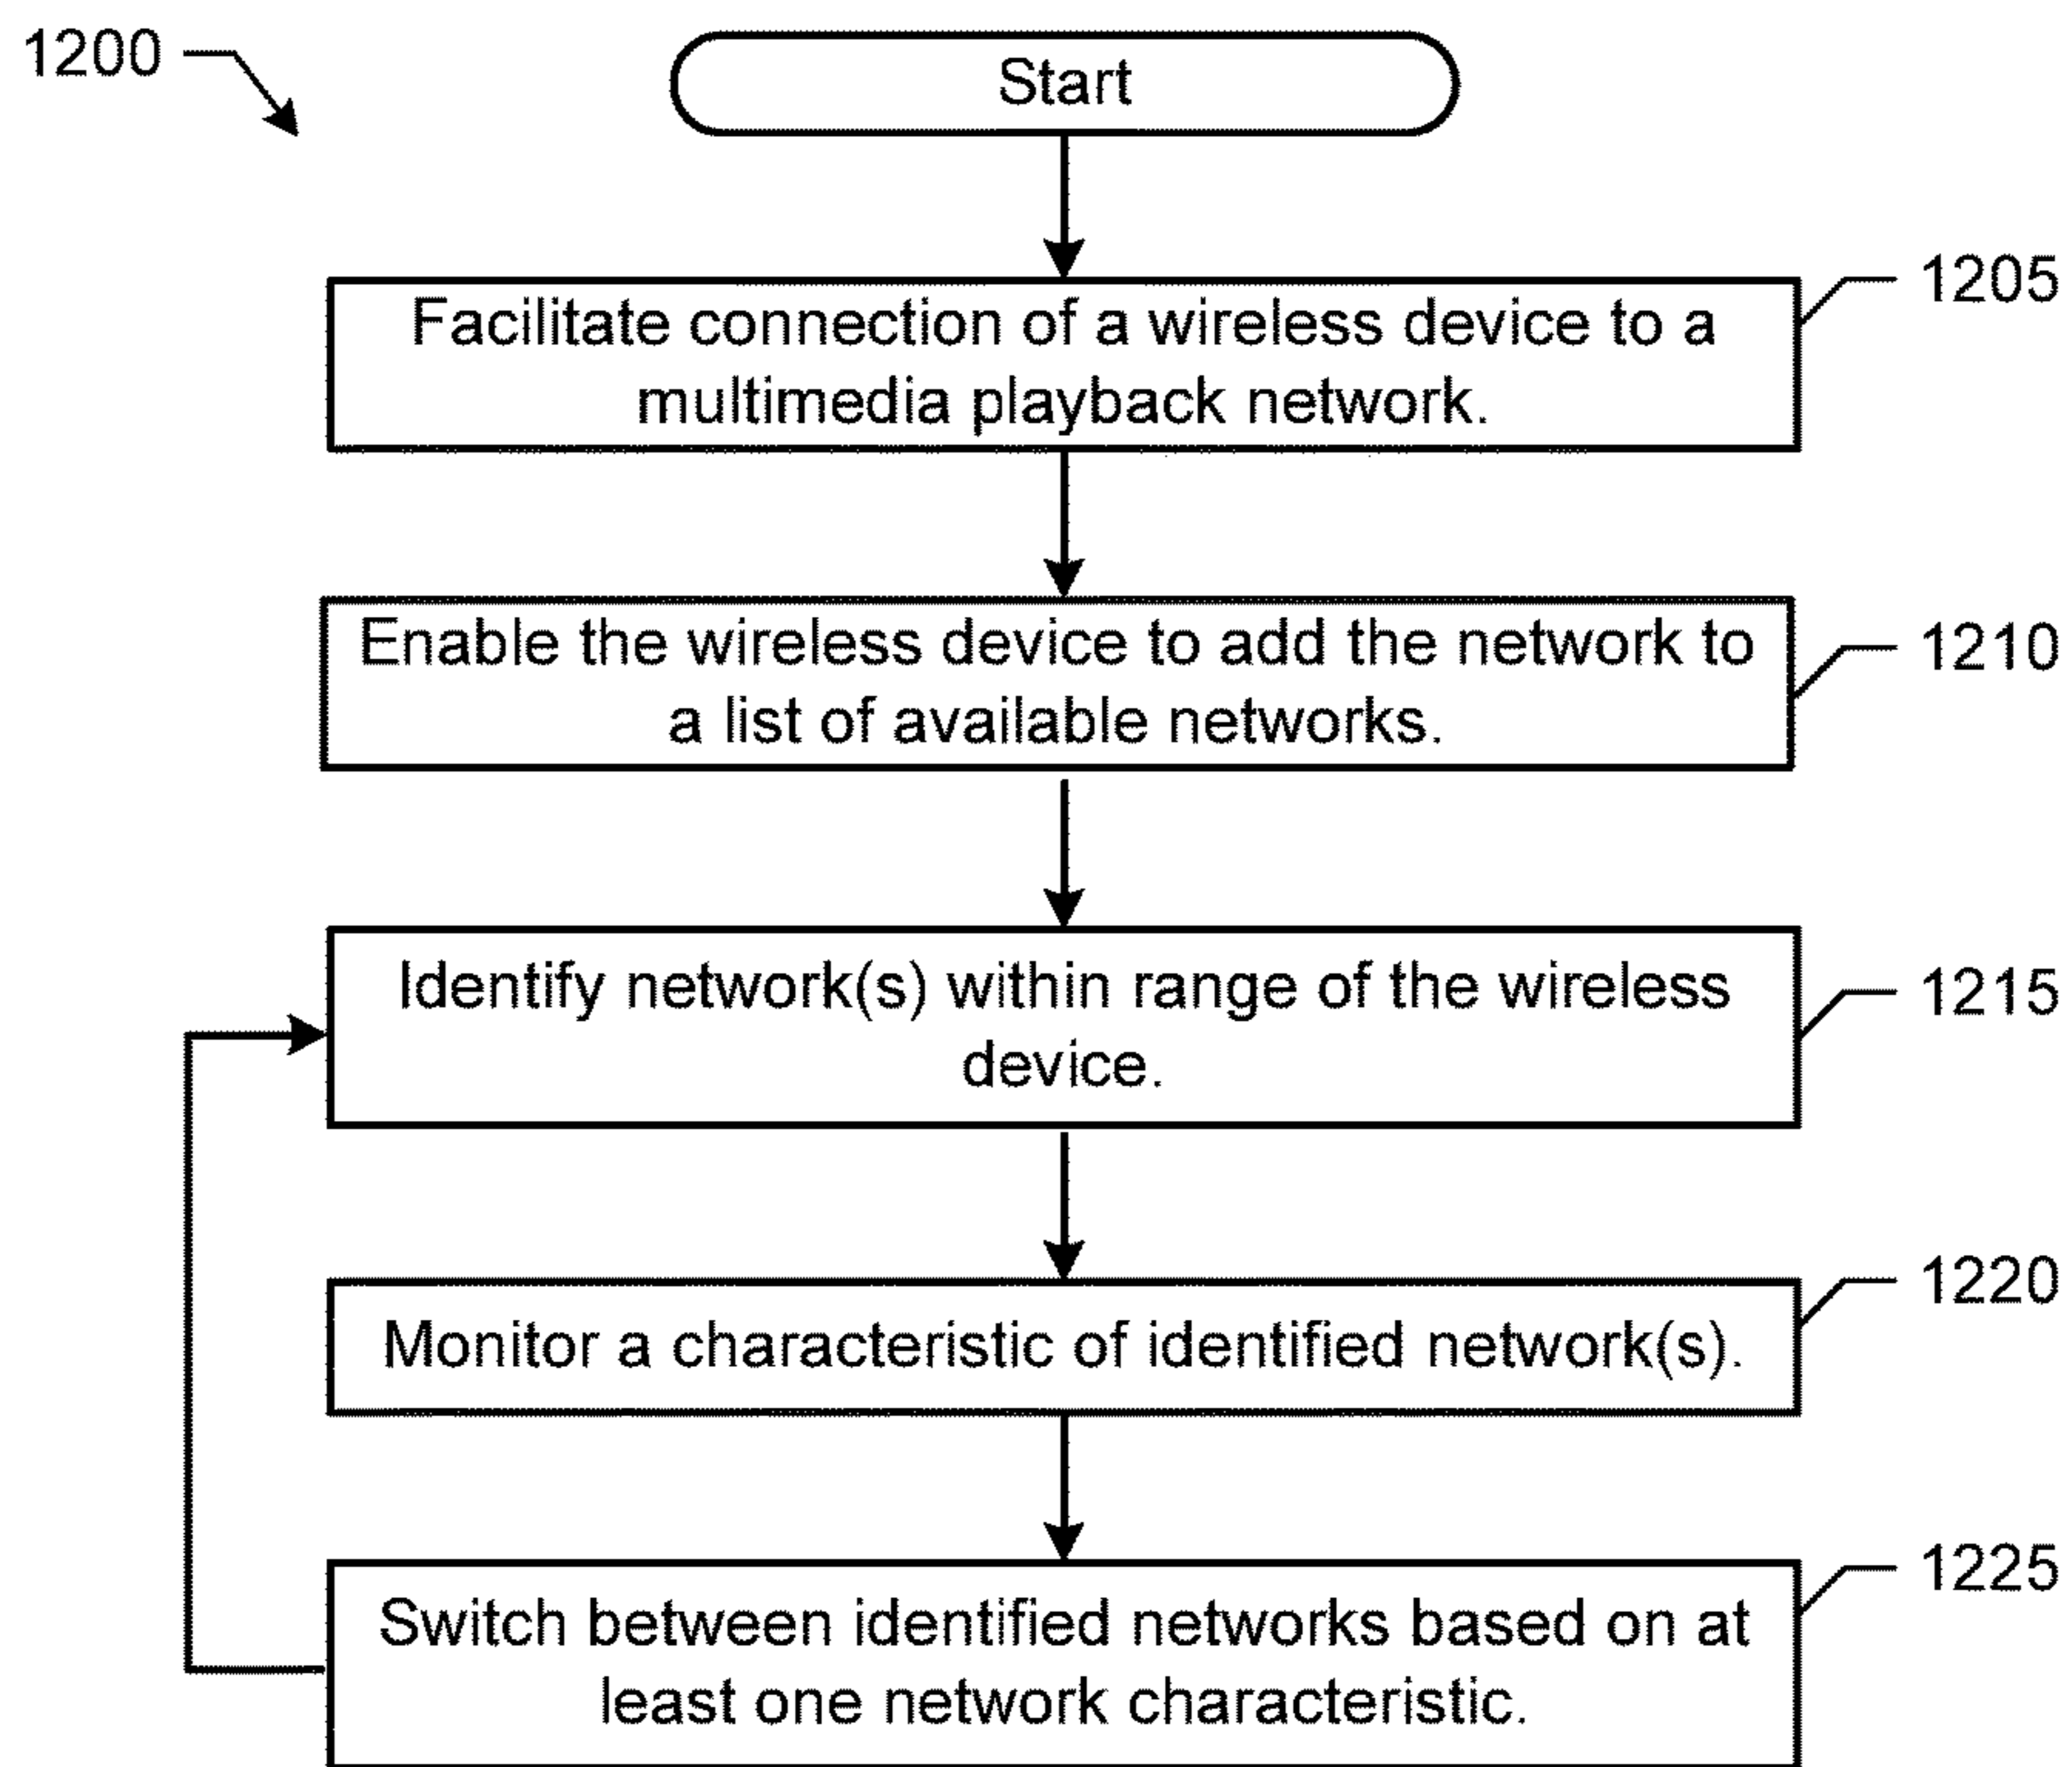 1200
Start
1205
Facilitate connection of a wireless device to a
multimedia playback network.
1210
Enable the wireless device to add the network to
a list of available networks.
1215
Identify network(s) within range of the wireless
device.
1220
Monitor a characteristic of identified network(s).
1225
Switch between identified networks based on at
least one network characteristic.